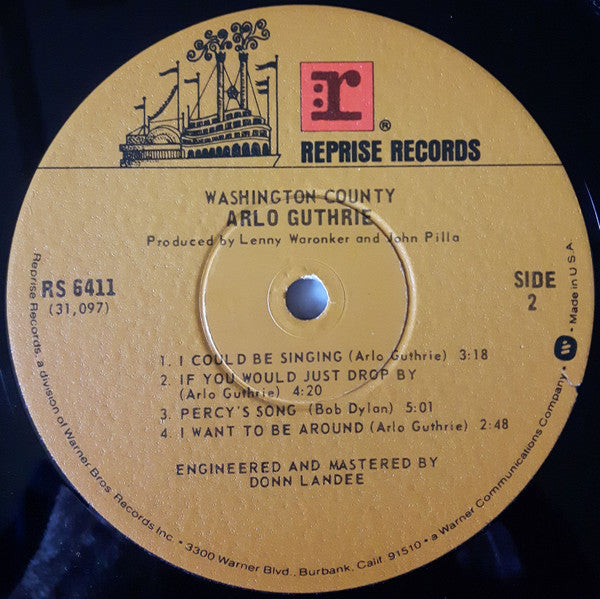 r
®
REPRISE RECORDS
WASHINGTON COUNTY
ARLO GUTHRIE
Produced by Lenny Waronker and John Pilla
RS 6411
(31,097)
SIDE
2
1. I COULD BE SINGING (Arlo Guthrie) 3:18
2. IF YOU WOULD JUST DROP BY
(Arlo Guthrie) 4:20
3. PERCY'S SONG (Bob Dylan) 5:01
4. I WANT TO BE AROUND (Arlo Guthrie) 2:48
ENGINEERED AND MASTERED BY
DONN LANDEE
Reprise Records, a division of Warner Bros. Records Inc • 3300 Warner Blvd., Burbank, Calif. 91510 • a Warner Communications Company • W • Made in U.S.A.